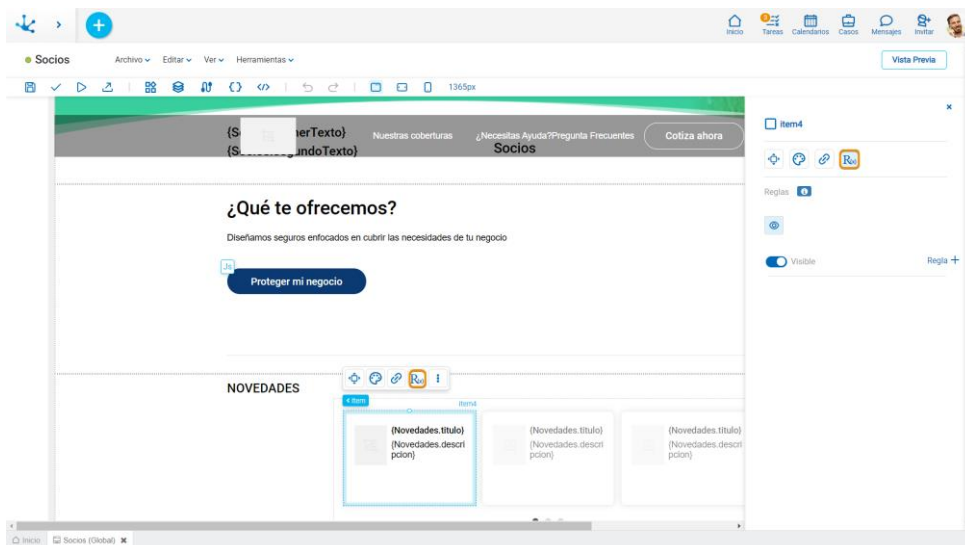 Inicio
3
Tareas
Calendarios
Casos
Mensajes
Invitar
Socios
Archivo
Editar
Ver
Herramientas
Vista Previa
1365px
nerTexto}
Nuestras coberturas
¿Necesitas Ayuda?Pregunta Frecuentes
Cotiza ahora
undoTexto}
Socios
¿Qué te ofrecemos?
Diseñamos seguros enfocados en cubrir las necesidades de tu negocio
Js
Proteger mi negocio
NOVEDADES
item
item4
{Novedades.titulo}
{Novedades.descri
pcion}
{Novedades.titulo}
{Novedades.descri
pcion}
{Novedades.titulo}
{Novedades.descri
pcion}
item4
Reglas
Visible
Regla
Inicio
Socios (Global)